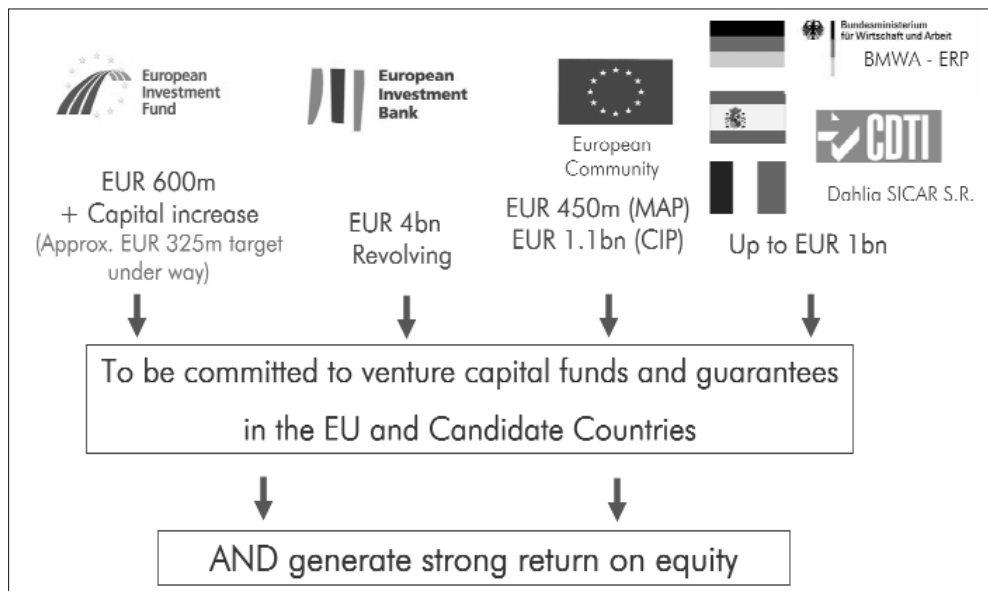 European
Investment
Fund
EUR 600m
+ Capital increase
(Approx. EUR 325m target
under way)
European
Investment
Bank
EUR 4bn
Revolving
European
Community
EUR 450m (MAP)
EUR 1.1bn (CIP)
Bundesministerium
für Wirtschaft und Arbeit
BMWA - ERP
CDTI
Dahlia SICAR S.R.
Up to EUR 1bn
To be committed to venture capital funds and guarantees
in the EU and Candidate Countries
AND generate strong return on equity